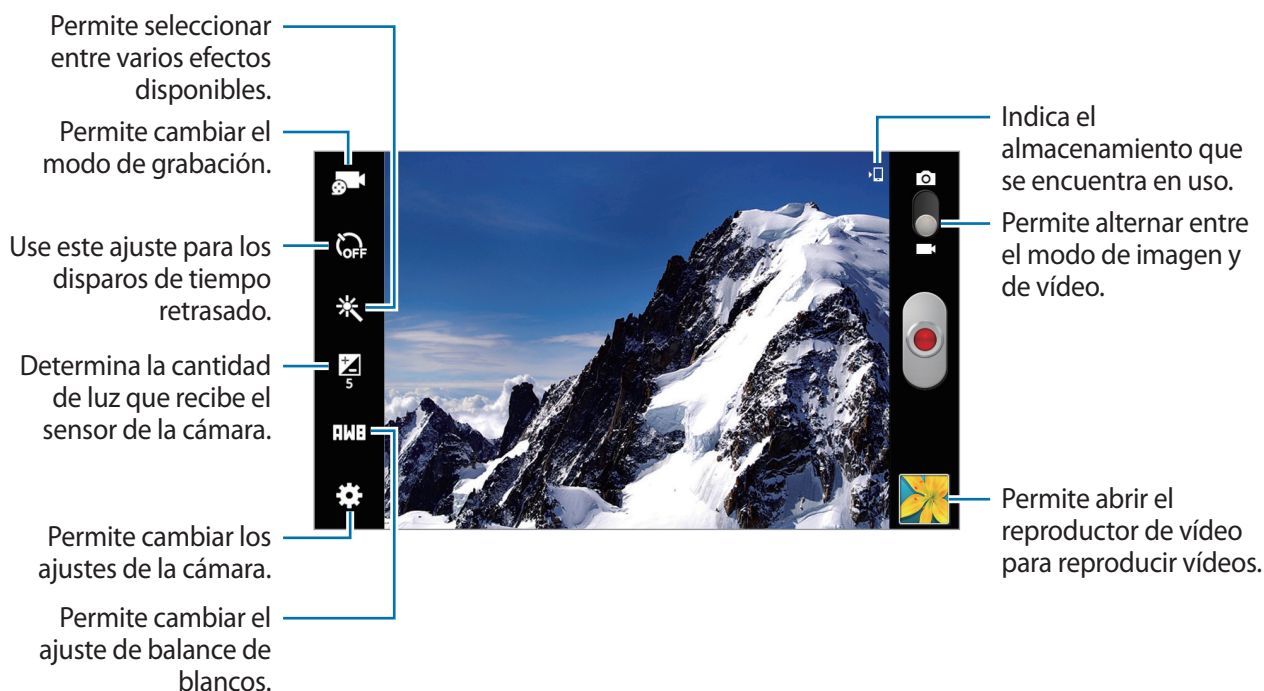 Permite seleccionar
entre varios efectos
disponibles.
Permite cambiar el
modo de grabación.
Use este ajuste para los
disparos de tiempo
retrasado.
Determina la cantidad
de luz que recibe el
sensor de la cámara.
Permite cambiar los
ajustes de la cámara.
Permite cambiar el
ajuste de balance de
blancos.
OFF
5
AWB
Indica el
almacenamiento que
se encuentra en uso.
Permite alternar entre
el modo de imagen y
de vídeo.
Permite abrir el
reproductor de vídeo
para reproducir vídeos.